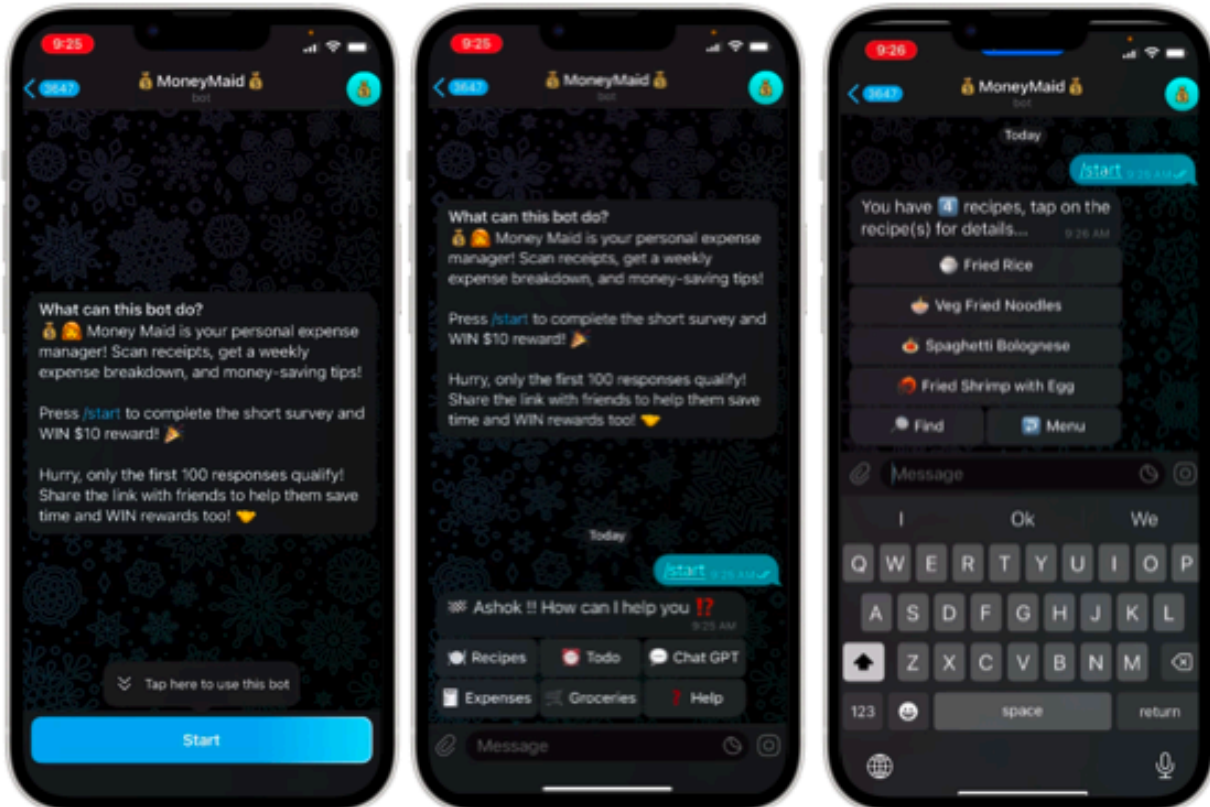 9:25
3647
💰 MoneyMaid 💰
bot
What can this bot do?
💰 🤦 Money Maid is your personal expense
manager! Scan receipts, get a weekly
expense breakdown, and money-saving tips!
Press /start to complete the short survey and
WIN $10 reward! 🎉
Hurry, only the first 100 responses qualify!
Share the link with friends to help them save
time and WIN rewards too! 🤝
Tap here to use this bot
Start
9:25
3647
💰 MoneyMaid 💰
bot
What can this bot do?
💰 🤦 Money Maid is your personal expense
manager! Scan receipts, get a weekly
expense breakdown, and money-saving tips!
Press /start to complete the short survey and
WIN $10 reward! 🎉
Hurry, only the first 100 responses qualify!
Share the link with friends to help them save
time and WIN rewards too! 🤝
Today
/start 9:25 AM
Ashok !! How can I help you ⁉️
9:25 AM
🍽 Recipes ⏰ Todo 💬 Chat GPT
Expenses 🛒 Groceries ❓ Help
Message
9:26
3647
💰 MoneyMaid 💰
bot
Today
/start 9:26 AM
You have 4️⃣ recipes, tap on the
recipe(s) for details... 9:26 AM
🍚 Fried Rice
🍲 Veg Fried Noodles
🍝 Spaghetti Bolognese
🍤 Fried Shrimp with Egg
🔎 Find ↩️ Menu
Message
I Ok We
Q W E R T Y U I O P
A S D F G H J K L
Z X C V B N M
123 space return